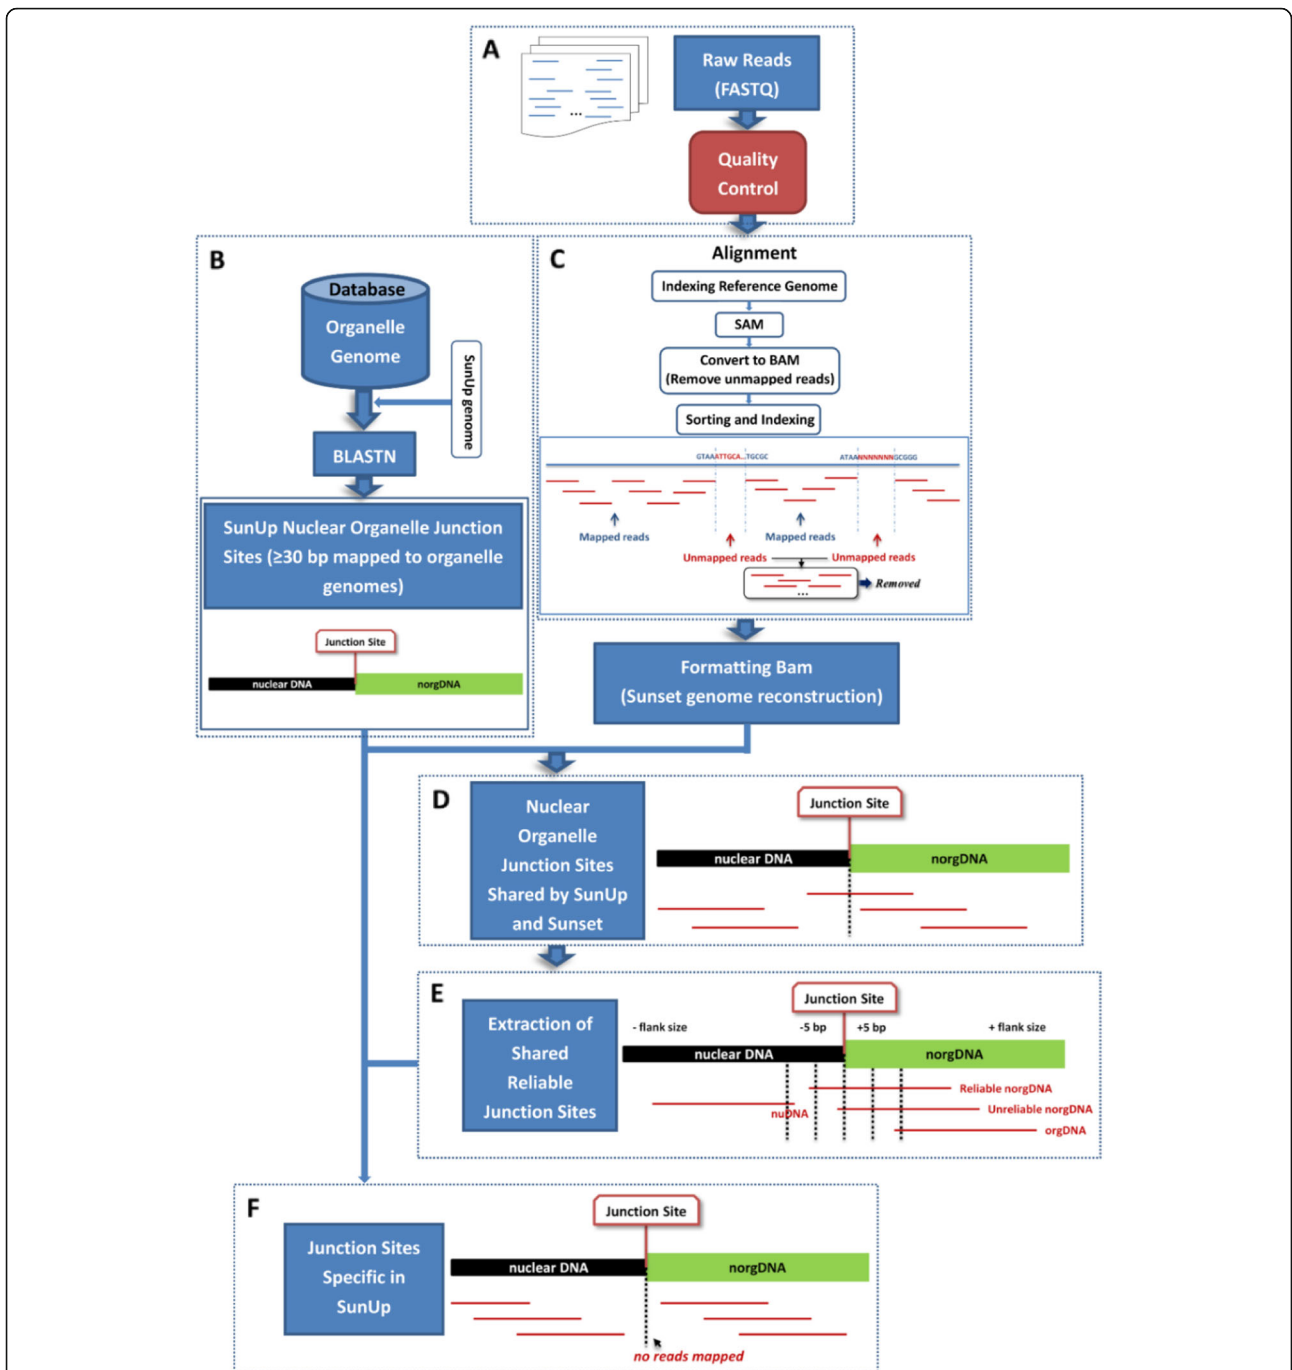 A
Raw Reads
(FASTQ)
...
Quality
Control
B
Database
Organelle
Genome
SunUp genome
BLASTN
SunUp Nuclear Organelle Junction
Sites (≥30 bp mapped to organelle
genomes)
Junction Site
nuclear DNA
norgDNA
C
Alignment
Indexing Reference Genome
SAM
Convert to BAM
(Remove unmapped reads)
Sorting and Indexing
GTAAATTGCA...TGCGC
ATAANNNNNNNGCGGG
Mapped reads
Mapped reads
Unmapped reads
Unmapped reads
...
Removed
Formatting Bam
(Sunset genome reconstruction)
D
Nuclear
Organelle
Junction Sites
Shared by SunUp
and Sunset
Junction Site
nuclear DNA
norgDNA
E
Extraction of
Shared
Reliable
Junction Sites
Junction Site
- flank size
-5 bp
+5 bp
+ flank size
nuclear DNA
norgDNA
Reliable norgDNA
nuDNA
Unreliable norgDNA
orgDNA
F
Junction Sites
Specific in
SunUp
Junction Site
nuclear DNA
norgDNA
no reads mapped